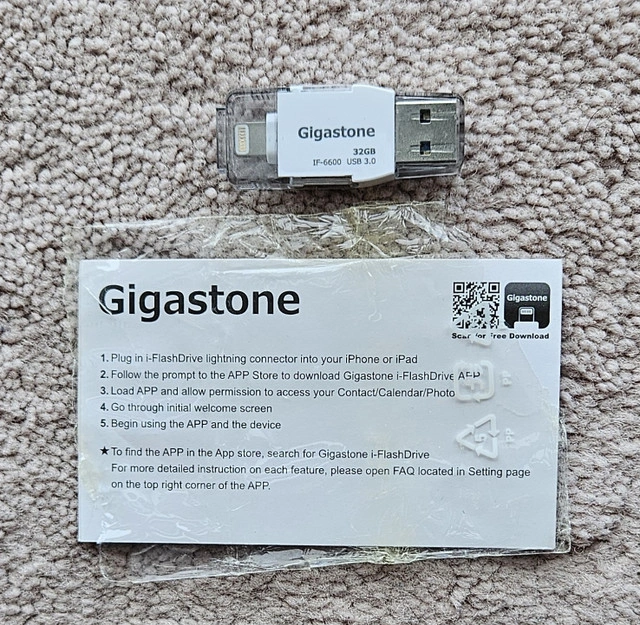 Gigastone
32GB
IF-6600 USB 3.0
Gigastone
Gigastone
Scan for Free Download
1. Plug in i-FlashDrive lightning connector into your iPhone or iPad
2. Follow the prompt to the APP Store to download Gigastone i-FlashDrive APP
3. Load APP and allow permission to access your Contact/Calendar/Photo
4. Go through initial welcome screen
5. Begin using the APP and the device
★To find the APP in the App store, search for Gigastone i-FlashDrive
For more detailed instruction on each feature, please open FAQ located in Setting page
on the top right corner of the APP.